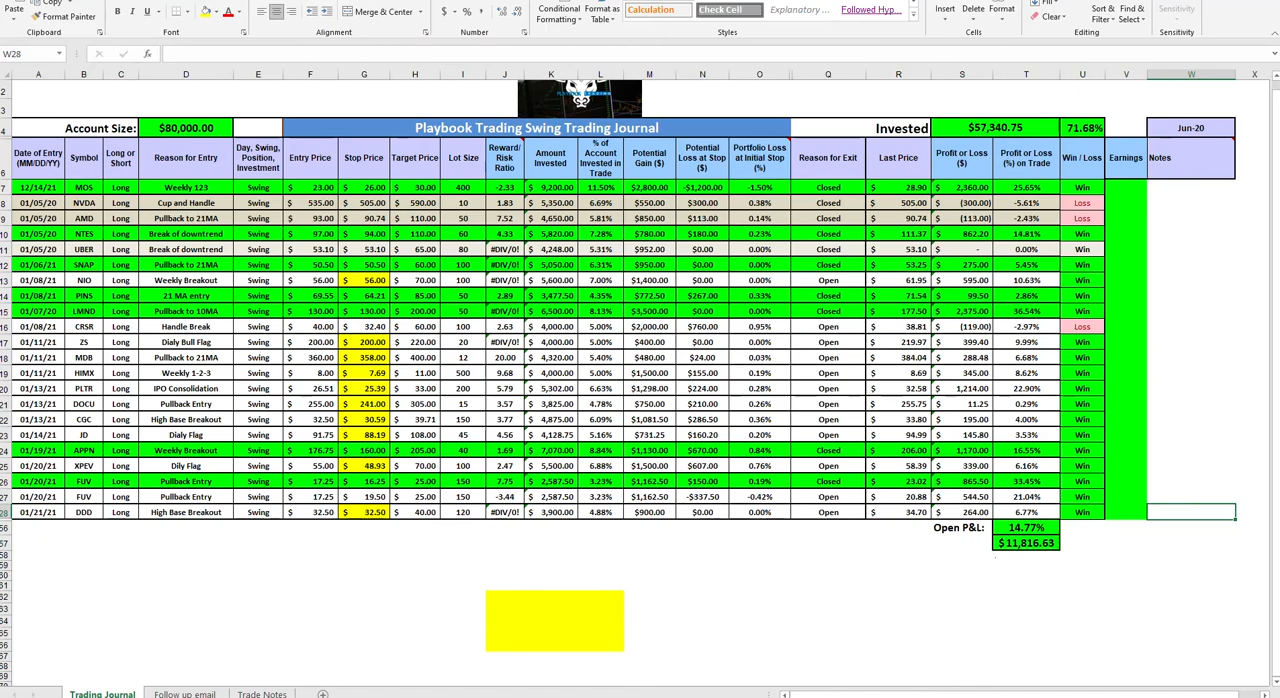 Copy
Paste
Format Painter
B I U
Merge & Center
$ % ,
Conditional Formatting
Format as Table
Calculation
Check Cell
Explanatory ...
Followed Hyp...
Insert Delete Format
Fill
Clear
Sort & Filter
Find & Select
Sensitivity
Clipboard Font Alignment Number Styles Cells Editing Sensitivity
W28 fx
A B C D E F G H I J K L M N O Q R S T U V W X
Account Size: $80,000.00 Playbook Trading Swing Trading Journal Invested $57,340.75 71.68% Jun-20
Date of Entry (MM/DD/YY) Symbol Long or Short Reason for Entry Day, Swing, Position, Investment Entry Price Stop Price Target Price Lot Size Reward/ Risk Ratio Amount Invested % of Account Invested in Trade Potential Gain ($) Potential Loss at Stop ($) Portfolio Loss at Initial Stop (%) Reason for Exit Last Price Profit or Loss ($) Profit or Loss (%) on Trade Win / Loss Earnings Notes
12/14/21 MOS Long Weekly 123 Swing $ 23.00 $ 26.00 $ 30.00 400 -2.33 $ 9,200.00 11.50% $2,800.00 -$1,200.00 -1.50% Closed $ 28.90 $ 2,360.00 25.65% Win
01/05/20 NVDA Long Cup and Handle Swing $ 535.00 $ 505.00 $ 590.00 10 1.83 $ 5,350.00 6.69% $550.00 $300.00 0.38% Closed $ 505.00 $ (300.00) -5.61% Loss
01/05/20 AMD Long Pullback to 21MA Swing $ 93.00 $ 90.74 $ 110.00 50 7.52 $ 4,650.00 5.81% $850.00 $113.00 0.14% Closed $ 90.74 $ (113.00) -2.43% Loss
01/05/20 NTES Long Break of downtrend Swing $ 97.00 $ 94.00 $ 110.00 60 4.33 $ 5,820.00 7.28% $780.00 $180.00 0.23% Closed $ 111.37 $ 862.20 14.81% Win
01/05/20 UBER Long Break of downtrend Swing $ 53.10 $ 53.10 $ 65.00 80 #DIV/0! $ 4,248.00 5.31% $952.00 $0.00 0.00% Closed $ 53.10 $ - 0.00% Win
01/06/21 SNAP Long Pullback to 21MA Swing $ 50.50 $ 50.50 $ 60.00 100 #DIV/0! $ 5,050.00 6.31% $950.00 $0.00 0.00% Closed $ 53.25 $ 275.00 5.45% Win
01/08/21 NIO Long Weekly Breakout Swing $ 56.00 $ 56.00 $ 70.00 100 #DIV/0! $ 5,600.00 7.00% $1,400.00 $0.00 0.00% Open $ 61.95 $ 595.00 10.63% Win
01/08/21 PINS Long 21 MA entry Swing $ 69.55 $ 64.21 $ 85.00 50 2.89 $ 3,477.50 4.35% $772.50 $267.00 0.33% Closed $ 71.54 $ 99.50 2.86% Win
01/07/20 LMND Long Pullback to 10MA Swing $ 130.00 $ 130.00 $ 200.00 50 #DIV/0! $ 6,500.00 8.13% $3,500.00 $0.00 0.00% Closed $ 177.50 $ 2,375.00 36.54% Win
01/08/21 CRSR Long Handle Break Swing $ 40.00 $ 32.40 $ 60.00 100 2.63 $ 4,000.00 5.00% $2,000.00 $760.00 0.95% Open $ 38.81 $ (119.00) -2.97% Loss
01/11/21 ZS Long Dialy Bull Flag Swing $ 200.00 $ 200.00 $ 220.00 20 #DIV/0! $ 4,000.00 5.00% $400.00 $0.00 0.00% Open $ 219.97 $ 399.40 9.99% Win
01/11/21 MDB Long Pullback to 21MA Swing $ 360.00 $ 358.00 $ 400.00 12 20.00 $ 4,320.00 5.40% $480.00 $24.00 0.03% Open $ 384.04 $ 288.48 6.68% Win
01/11/21 HIMX Long Weekly 1-2-3 Swing $ 8.00 $ 7.69 $ 11.00 500 9.68 $ 4,000.00 5.00% $1,500.00 $155.00 0.19% Open $ 8.69 $ 345.00 8.62% Win
01/13/21 PLTR Long IPO Consolidation Swing $ 26.51 $ 25.39 $ 33.00 200 5.79 $ 5,302.00 6.63% $1,298.00 $224.00 0.28% Open $ 32.58 $ 1,214.00 22.90% Win
01/13/21 DOCU Long Pullback Entry Swing $ 255.00 $ 241.00 $ 305.00 15 3.57 $ 3,825.00 4.78% $750.00 $210.00 0.26% Open $ 255.75 $ 11.25 0.29% Win
01/13/21 CGC Long High Base Breakout Swing $ 32.50 $ 30.59 $ 39.71 150 3.77 $ 4,875.00 6.09% $1,081.50 $286.50 0.36% Open $ 33.80 $ 195.00 4.00% Win
01/14/21 JD Long Dialy Flag Swing $ 91.75 $ 88.19 $ 108.00 45 4.56 $ 4,128.75 5.16% $731.25 $160.20 0.20% Open $ 94.99 $ 145.80 3.53% Win
01/19/21 APPN Long Weekly Breakout Swing $ 176.75 $ 160.00 $ 205.00 40 1.69 $ 7,070.00 8.84% $1,130.00 $670.00 0.84% Closed $ 206.00 $ 1,170.00 16.55% Win
01/20/21 XPEV Long Dily Flag Swing $ 55.00 $ 48.93 $ 70.00 100 2.47 $ 5,500.00 6.88% $1,500.00 $607.00 0.76% Open $ 58.39 $ 339.00 6.16% Win
01/20/21 FUV Long Pullback Entry Swing $ 17.25 $ 16.25 $ 25.00 150 7.75 $ 2,587.50 3.23% $1,162.50 $150.00 0.19% Closed $ 23.02 $ 865.50 33.45% Win
01/20/21 FUV Long Pullback Entry Swing $ 17.25 $ 19.50 $ 25.00 150 -3.44 $ 2,587.50 3.23% $1,162.50 -$337.50 -0.42% Open $ 20.88 $ 544.50 21.04% Win
01/21/21 DDD Long High Base Breakout Swing $ 32.50 $ 32.50 $ 40.00 120 #DIV/0! $ 3,900.00 4.88% $900.00 $0.00 0.00% Open $ 34.70 $ 264.00 6.77% Win
Open P&L: 14.77%
$11,816.63
Trading Journal Follow up email Trade Notes